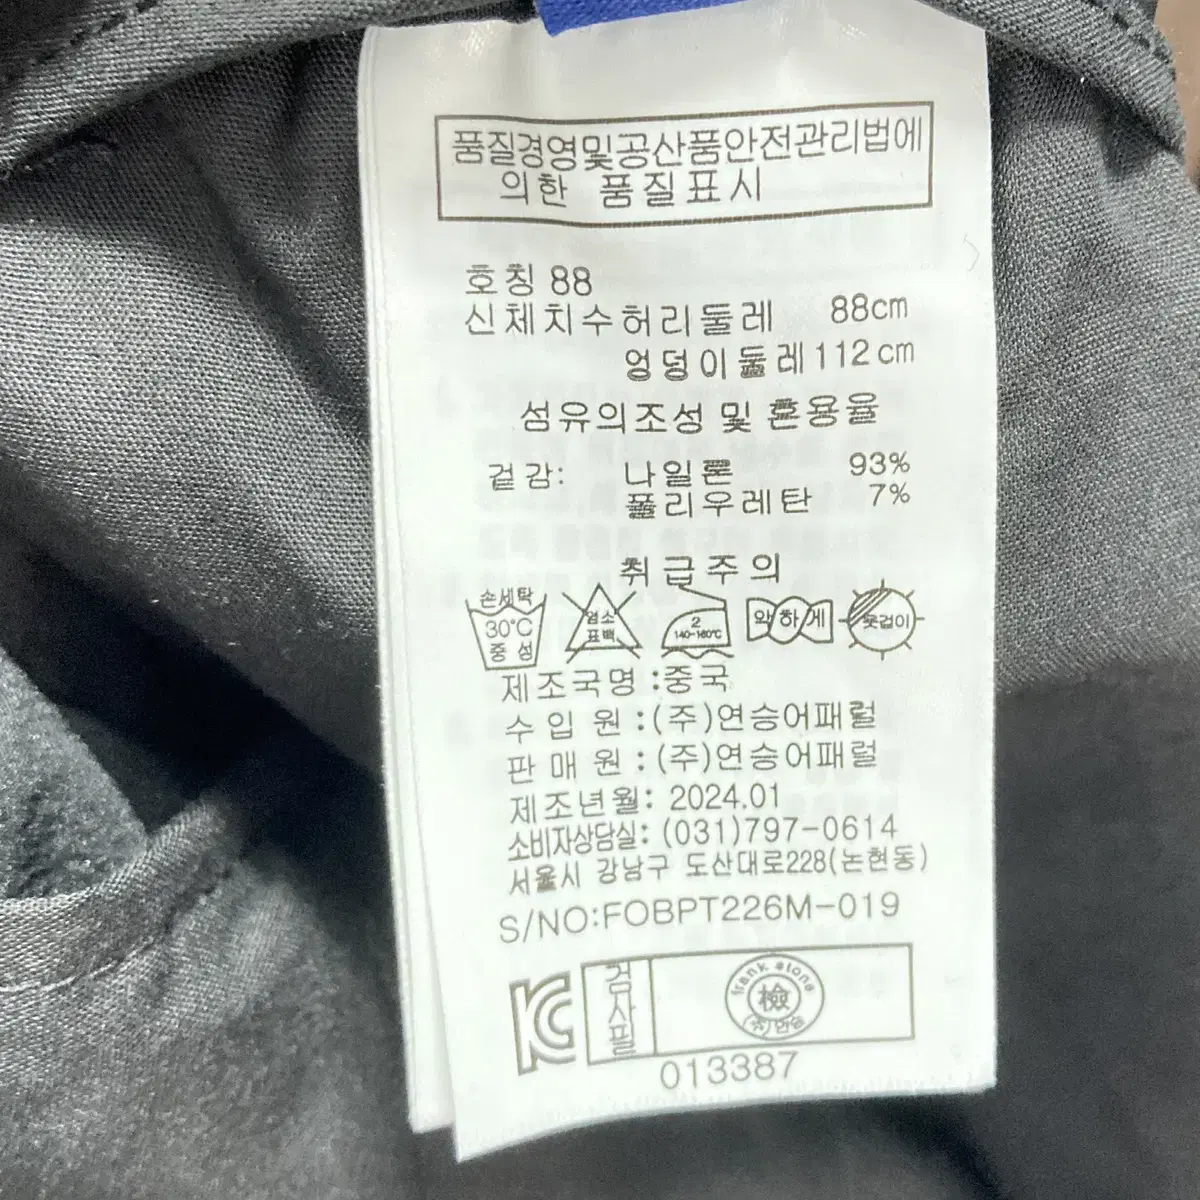 품질경영및공산품안전관리법에
의한 품질표시
호칭 88
신체치수허리둘레 88cm
엉덩이둘레112cm
섬유의조성 및 혼용율
겉감: 나일론 93%
폴리우레탄 7%
취급주의
손세탁
30°C
중성
염소
표백
2
140-160°C
약하게
옷걸이
제조국명 :중국
수입원 :(주)연승어패럴
판매원 :(주)연승어패럴
제조년월: 2024.01
소비자상담실: (031)797-0614
서울시 강남구 도산대로228(논현동)
S/NO:FOBPT226M-019
KC
검사필
frank stone
檢
(주)연승
013387